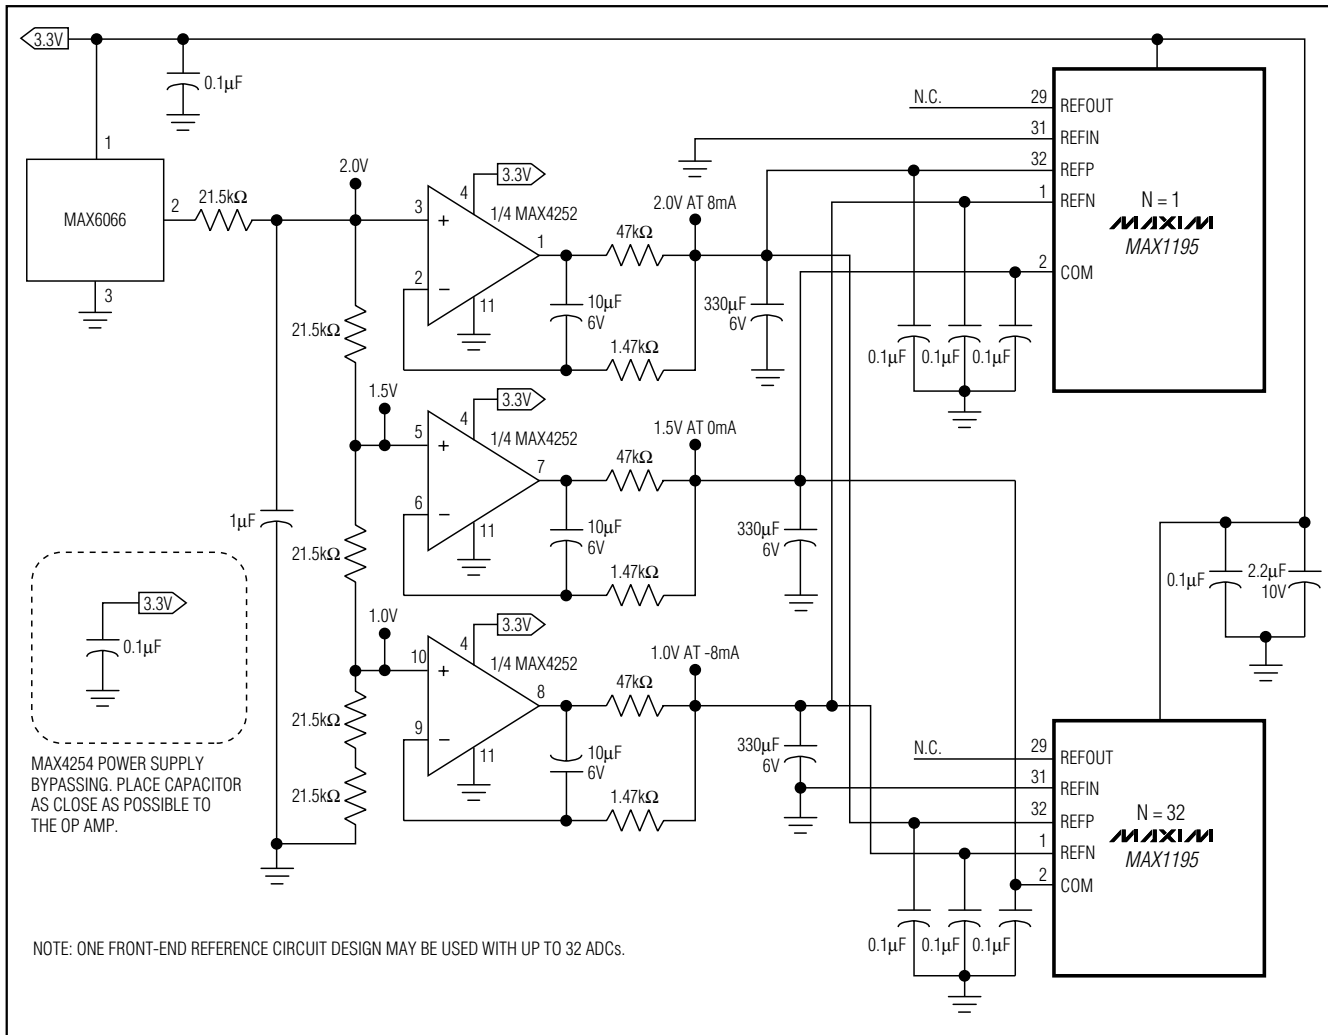 3.3V
0.1µF
1
MAX6066
2
3
21.5kΩ
2.0V
21.5kΩ
1µF
1.5V
21.5kΩ
1.0V
21.5kΩ
21.5kΩ
3.3V
4
3
+
1/4 MAX4252
1
2
−
11
10µF
6V
47kΩ
1.47kΩ
2.0V AT 8mA
330µF
6V
3.3V
4
5
+
1/4 MAX4252
7
6
−
11
10µF
6V
47kΩ
1.47kΩ
1.5V AT 0mA
330µF
6V
3.3V
4
10
+
1/4 MAX4252
8
9
−
11
10µF
6V
47kΩ
1.47kΩ
1.0V AT -8mA
330µF
6V
N.C.
29 REFOUT
31 REFIN
32 REFP
1 REFN
2 COM
N = 1
MAXIM
MAX1195
0.1µF 0.1µF 0.1µF
0.1µF
2.2µF
10V
N.C.
29 REFOUT
31 REFIN
32 REFP
1 REFN
2 COM
N = 32
MAXIM
MAX1195
0.1µF 0.1µF 0.1µF
3.3V
0.1µF
MAX4254 POWER SUPPLY
BYPASSING. PLACE CAPACITOR
AS CLOSE AS POSSIBLE TO
THE OP AMP.
NOTE: ONE FRONT-END REFERENCE CIRCUIT DESIGN MAY BE USED WITH UP TO 32 ADCs.